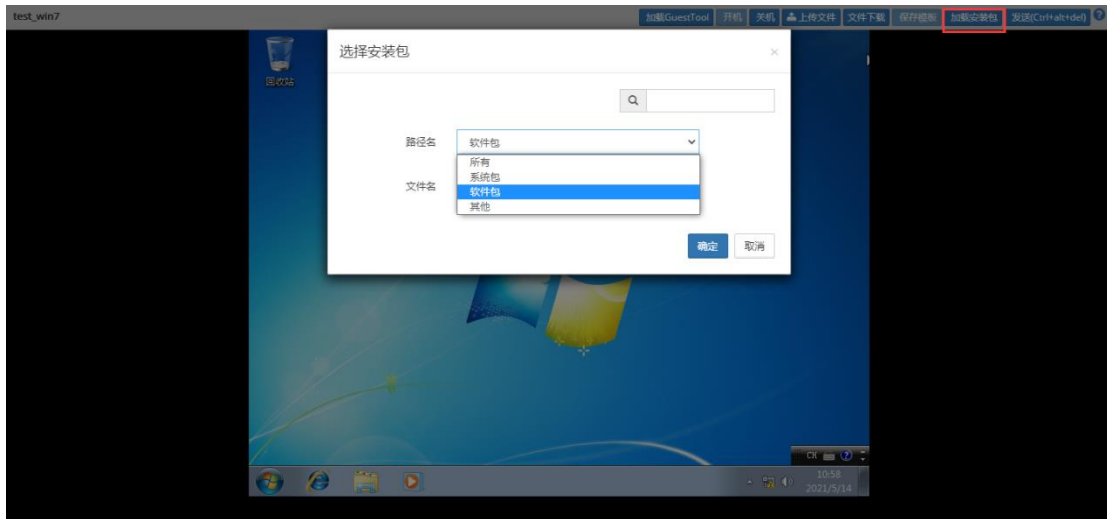 test_win7 加载GuestTool 开机 关机 上传文件 文件下载 保存模板 加载安装包 发送(Ctrl+alt+del)
回收站
选择安装包
路径名 软件包
所有
系统包
文件名 软件包
其他
确定 取消
CH
10:58
2021/5/14